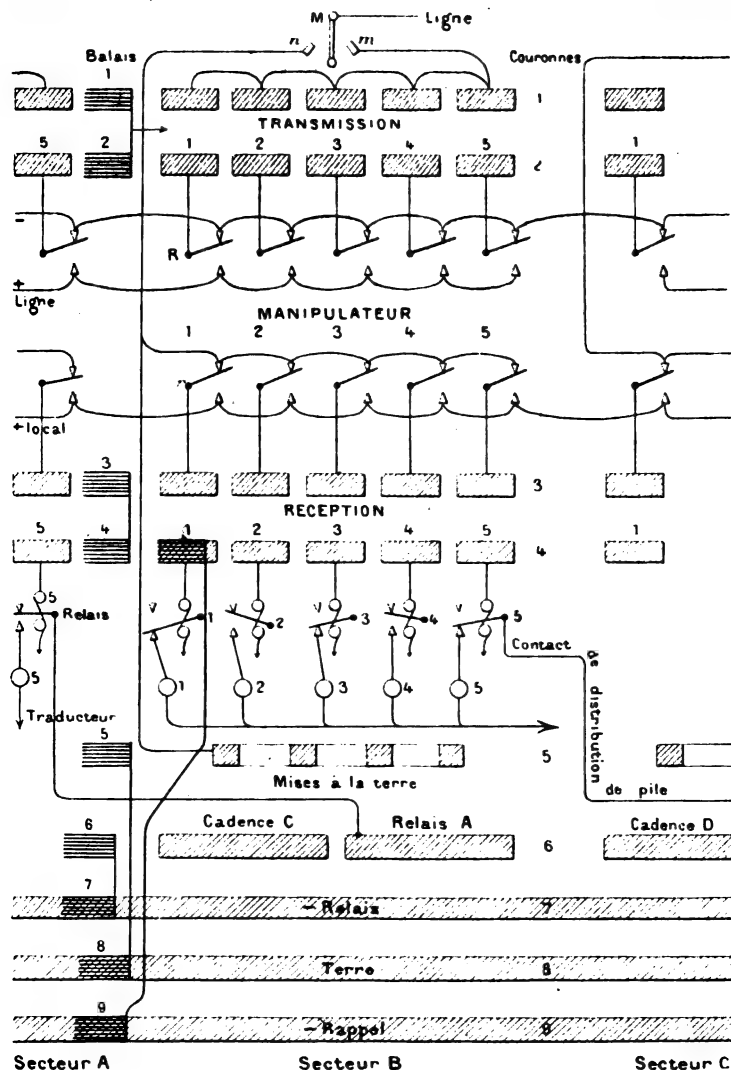 M Ligne
n m
Balais Couronnes
1
1
TRANSMISSION
5 2 1 2 3 4 5 2 1
-
R
+
Ligne
MANIPULATEUR
1 2 3 4 5
n
+local
3
3
RECEPTION
5 4 1 2 3 4 5 4 1
5 V V V V V
Relais 1 2 3 4 5
Contact
de distribution
de pile
5 1 2 3 4 5
Traducteur
5
5
Mises à la terre
6 Cadence C Relais A Cadence D
6
7
- Relais 7
8
Terre 8
9
- Rappel 9
Secteur A Secteur B Secteur C